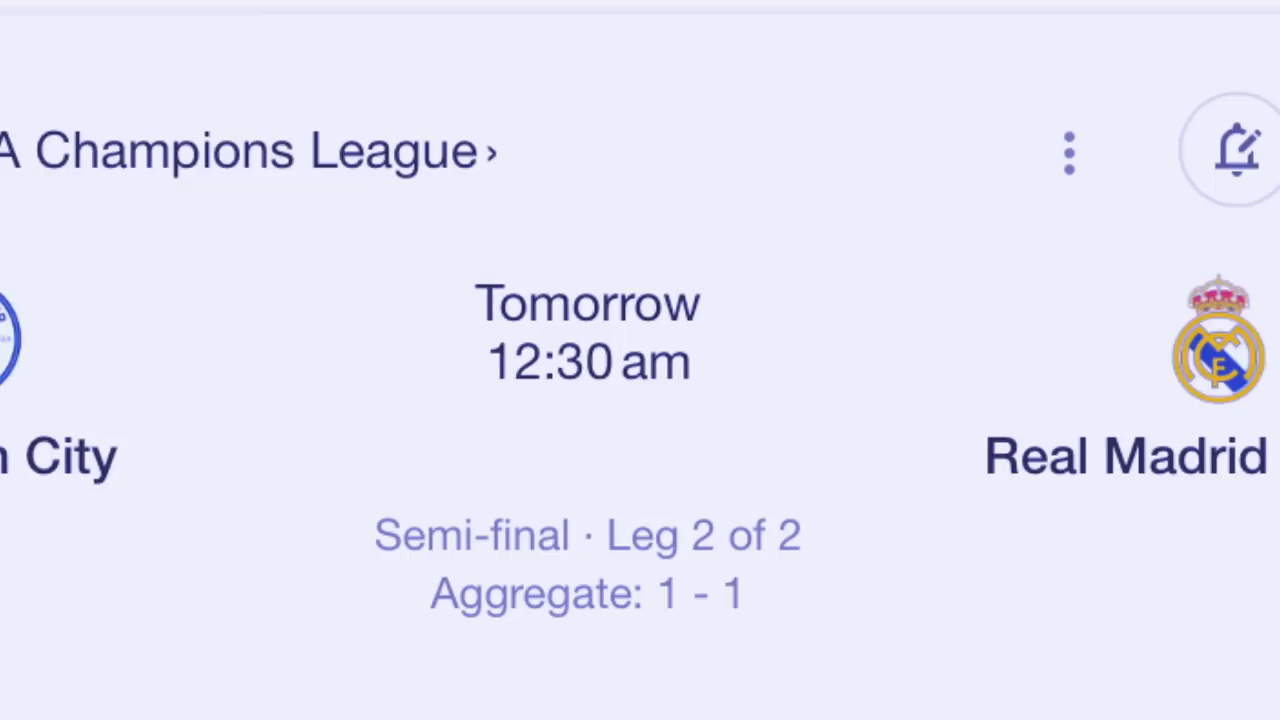 A Champions League ›
Tomorrow
12:30 am
City
Real Madrid
Semi-final · Leg 2 of 2
Aggregate: 1 - 1